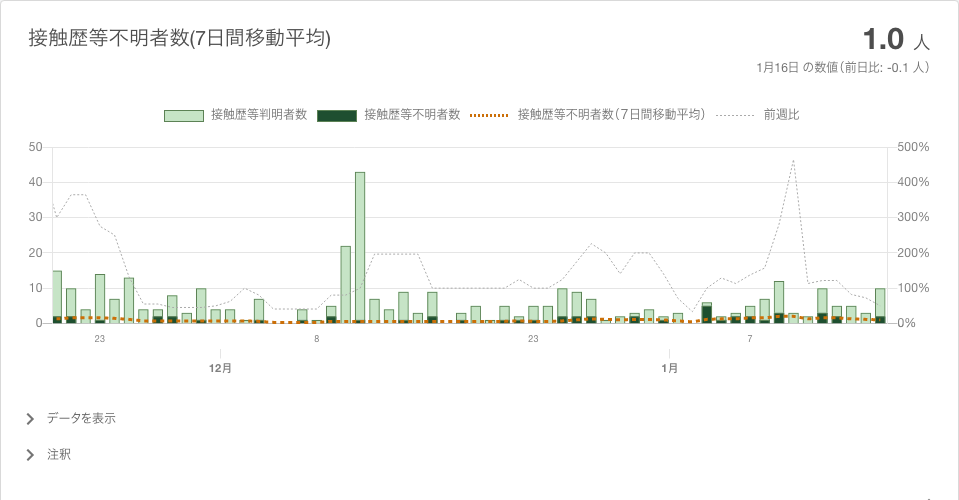 接触歴等不明者数(7日間移動平均)
1.0 人
1月16日 の数値（前日比: -0.1 人）
接触歴等判明者数 接触歴等不明者数 接触歴等不明者数（7日間移動平均） 前週比
50 500%
40 400%
30 300%
20 200%
10 100%
0 0%
23 8 23 7
12月 1月
データを表示
注釈